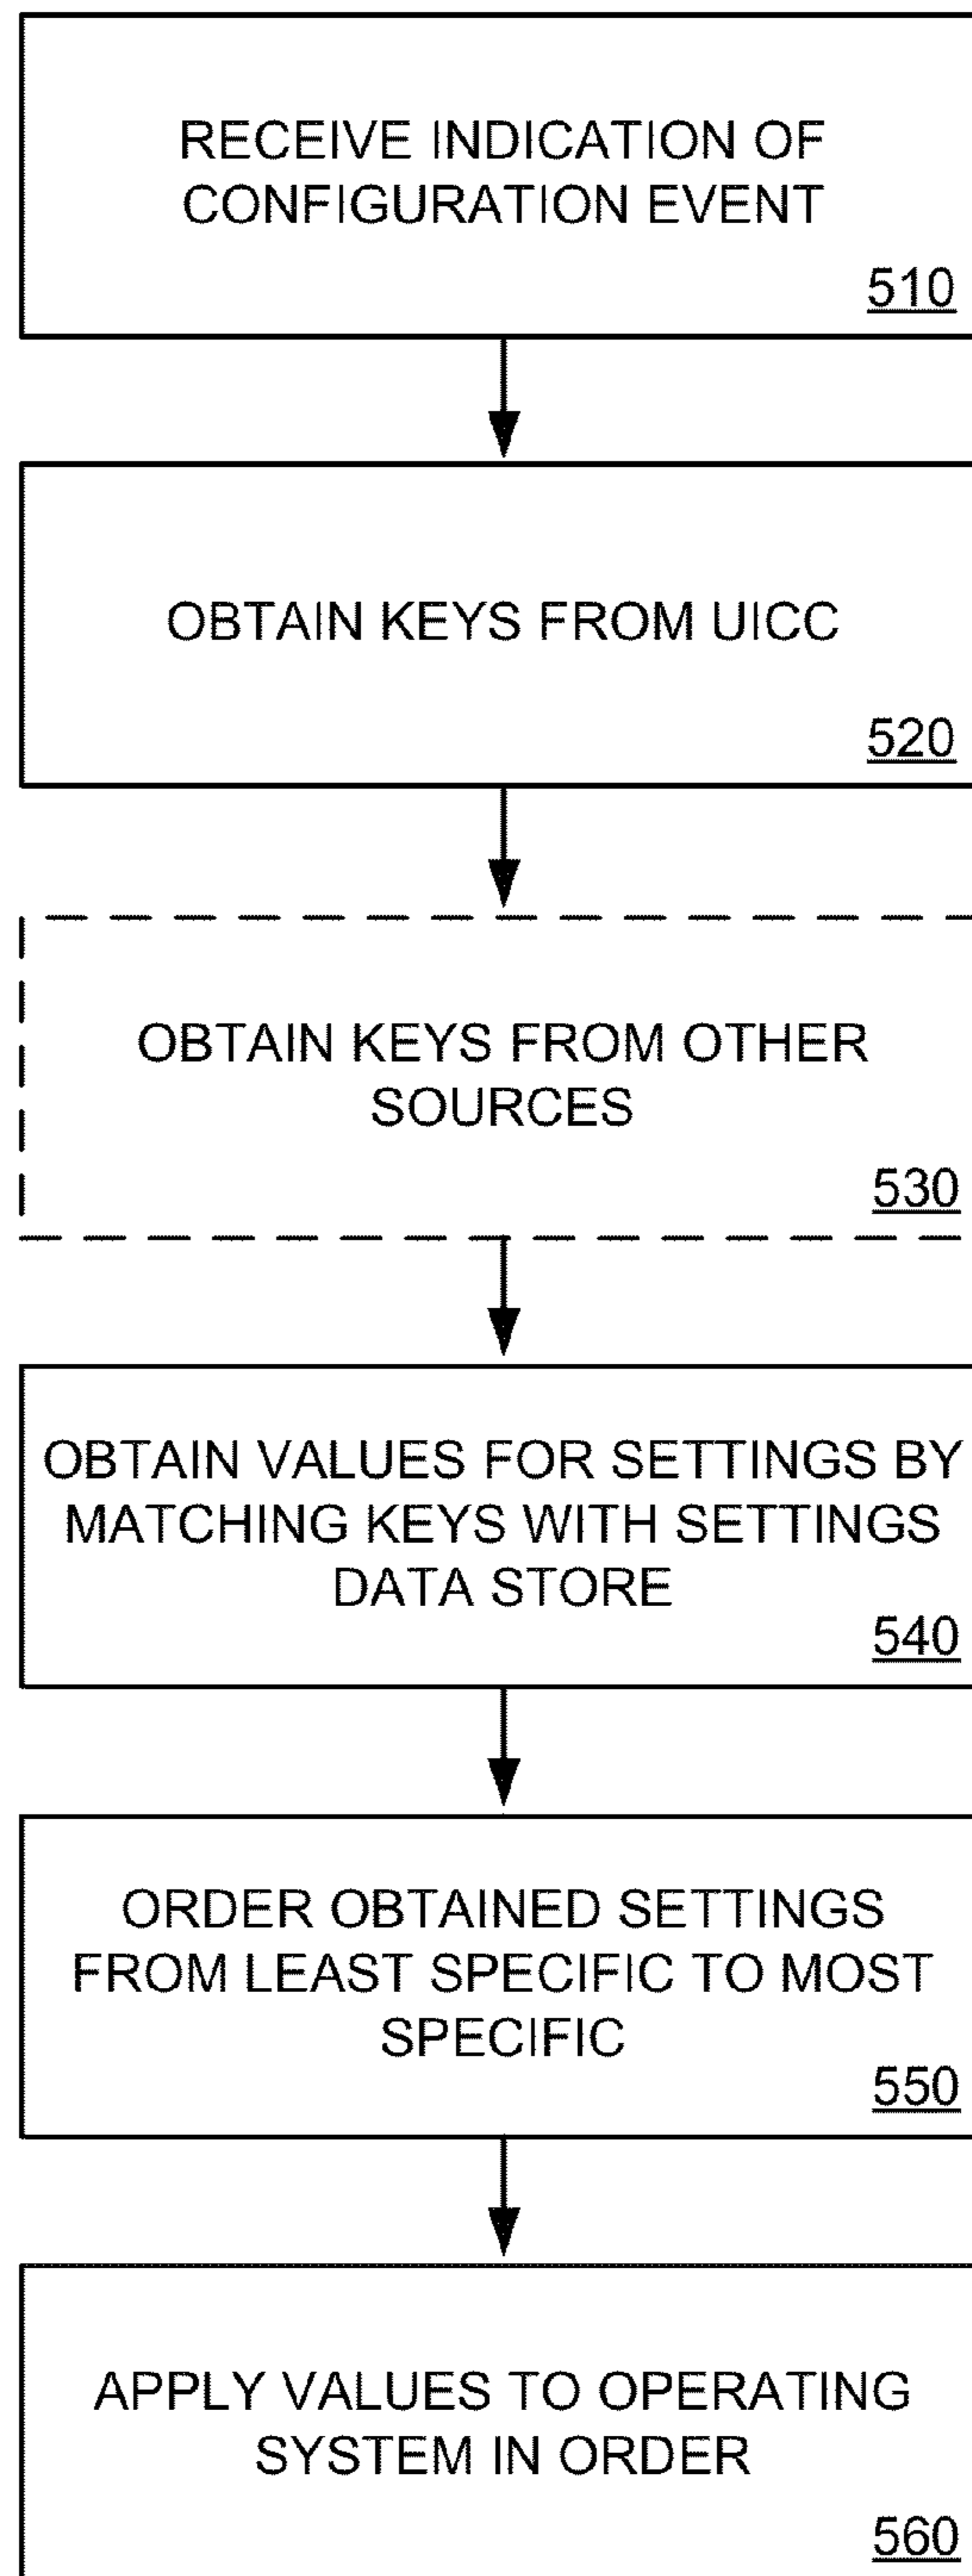 RECEIVE INDICATION OF
CONFIGURATION EVENT
510
OBTAIN KEYS FROM UICC
520
OBTAIN KEYS FROM OTHER
SOURCES
530
OBTAIN VALUES FOR SETTINGS BY
MATCHING KEYS WITH SETTINGS
DATA STORE
540
ORDER OBTAINED SETTINGS
FROM LEAST SPECIFIC TO MOST
SPECIFIC
550
APPLY VALUES TO OPERATING
SYSTEM IN ORDER
560